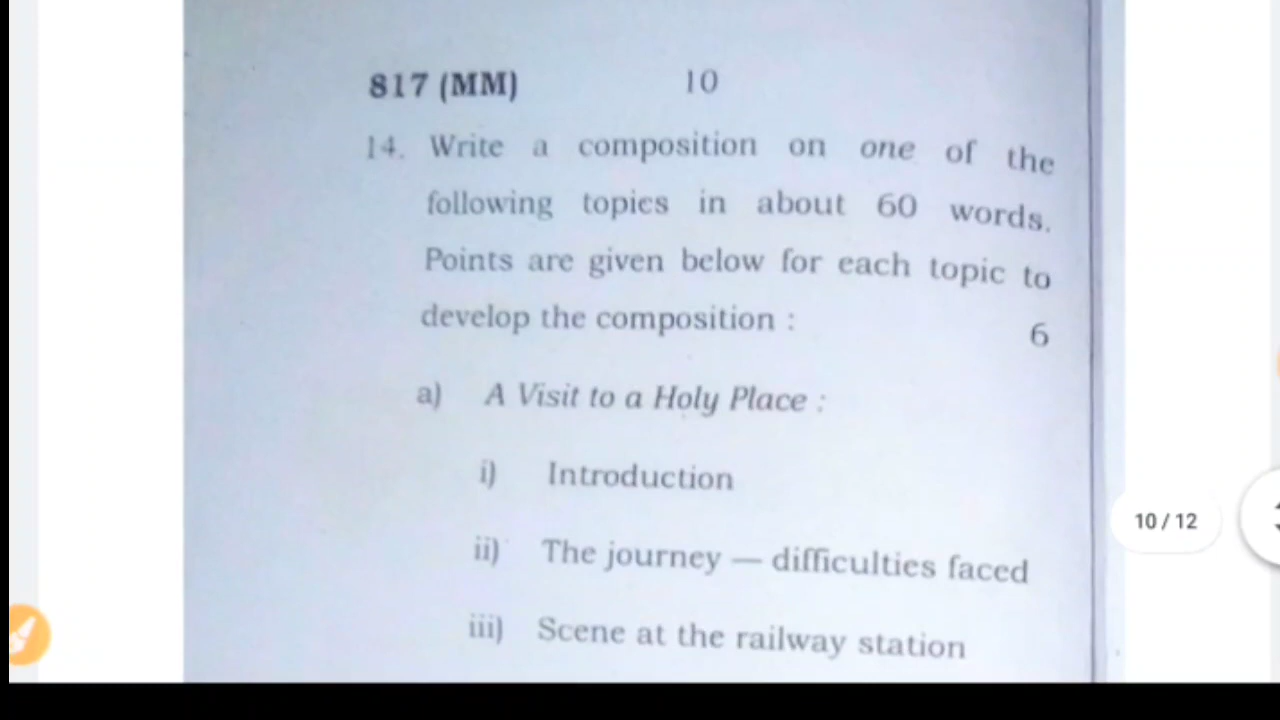 817 (MM) 10
14. Write a composition on one of the
following topics in about 60 words.
Points are given below for each topic to
develop the composition : 6
a) A Visit to a Holy Place :
i) Introduction
ii) The journey — difficulties faced
iii) Scene at the railway station
10 / 12